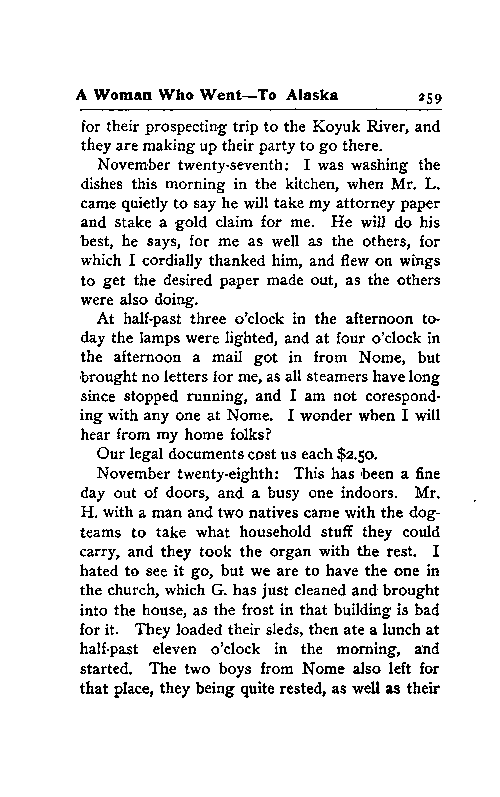 A Woman Who Went—To Alaska 259
for their prospecting trip to the Koyuk River, and
they are making up their party to go there.
November twenty-seventh: I was washing the
dishes this morning in the kitchen, when Mr. L.
came quietly to say he will take my attorney paper
and stake a gold claim for me. He will do his
best, he says, for me as well as the others, for
which I cordially thanked him, and flew on wings
to get the desired paper made out, as the others
were also doing.
At half-past three o'clock in the afternoon to-
day the lamps were lighted, and at four o'clock in
the afternoon a mail got in from Nome, but
brought no letters for me, as all steamers have long
since stopped running, and I am not corespond-
ing with any one at Nome. I wonder when I will
hear from my home folks?
Our legal documents cost us each $2.50.
November twenty-eighth: This has been a fine
day out of doors, and a busy one indoors. Mr.
H. with a man and two natives came with the dog-
teams to take what household stuff they could
carry, and they took the organ with the rest. I
hated to see it go, but we are to have the one in
the church, which G. has just cleaned and brought
into the house, as the frost in that building is bad
for it. They loaded their sleds, then ate a lunch at
half-past eleven o'clock in the morning, and
started. The two boys from Nome also left for
that place, they being quite rested, as well as their